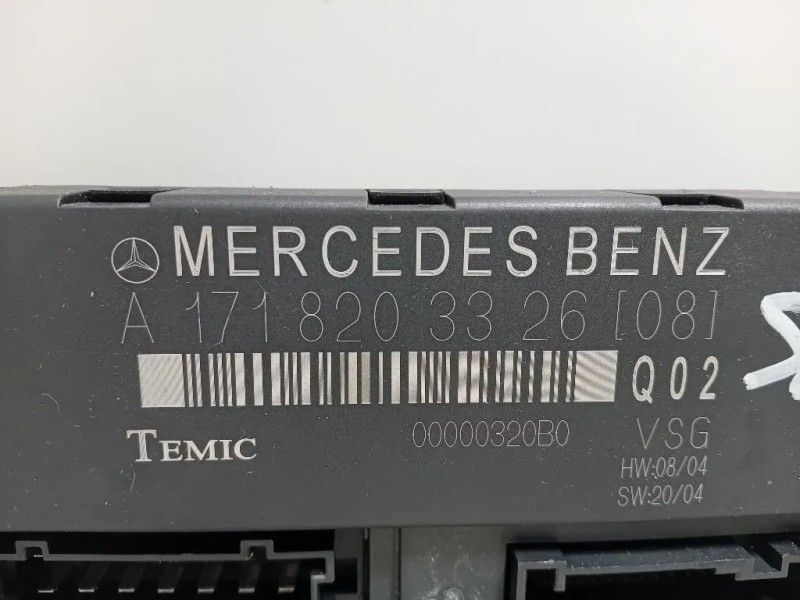 MERCEDES BENZ
A 171 820 33 26 [08]
Q02
TEMIC 00000320B0 VSG
HW:08/04
SW:20/04